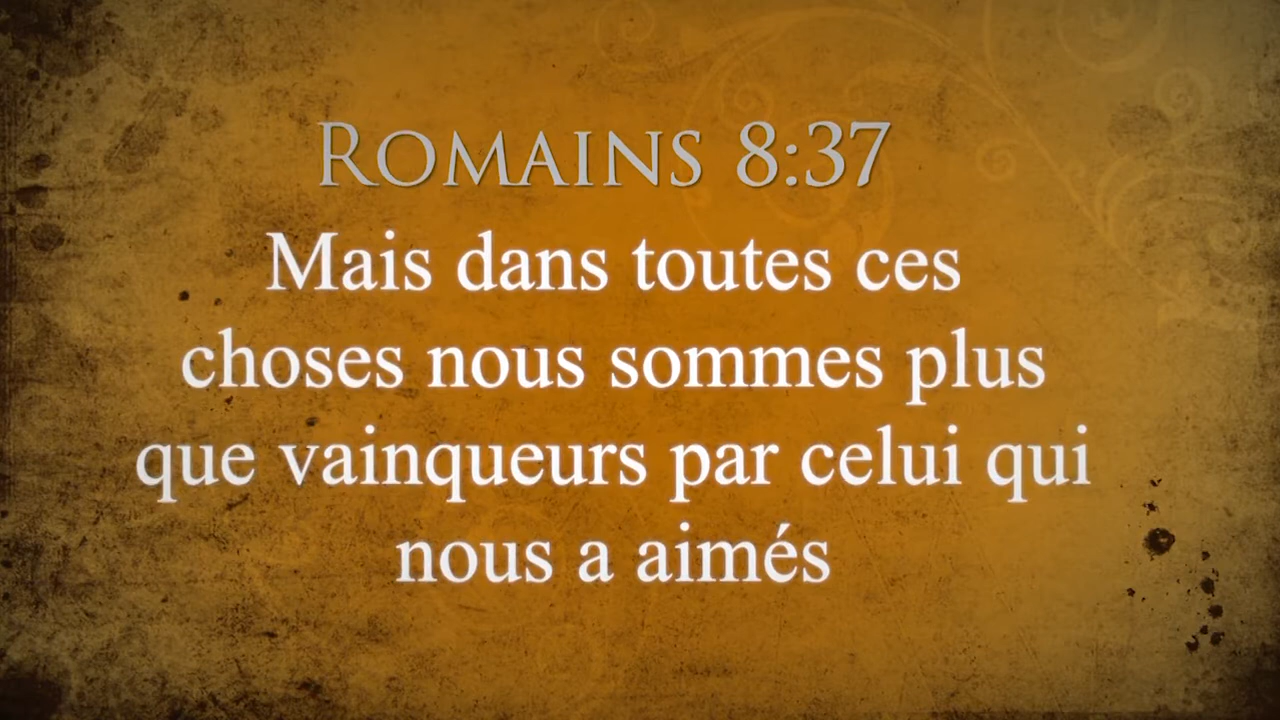 Romains 8:37
Mais dans toutes ces
choses nous sommes plus
que vainqueurs par celui qui
nous a aimés